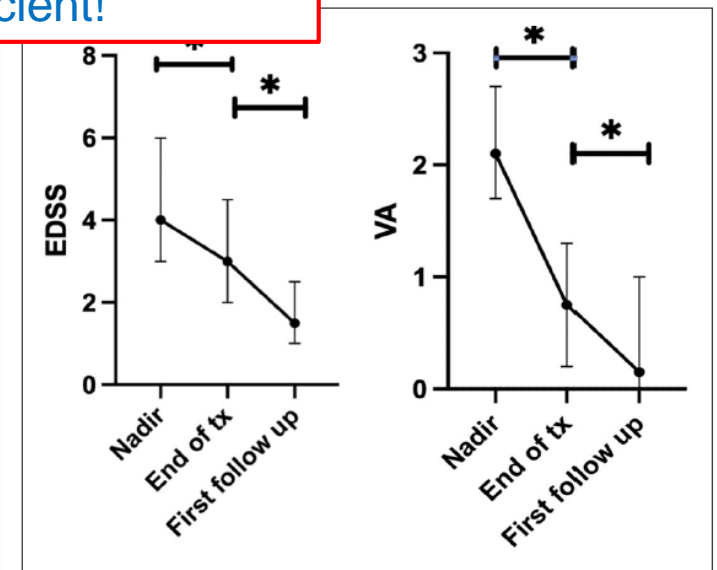 * *
8
6
4
2
0
EDSS
Nadir
End of tx
First follow up
* *
3
2
1
0
VA
Nadir
End of tx
First follow up